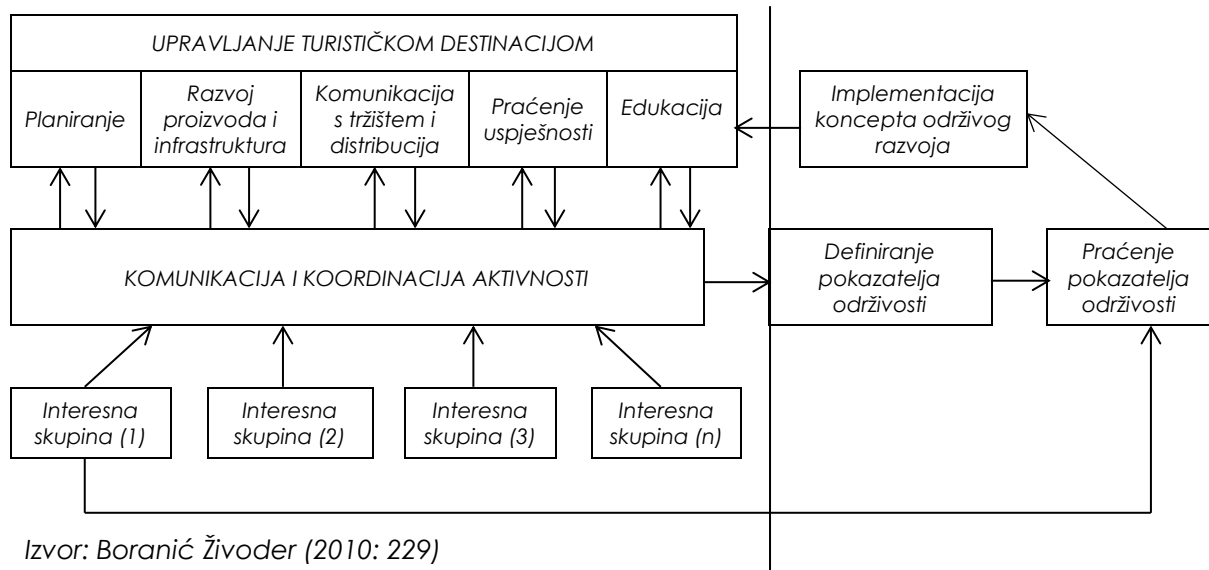 UPRAVLJANJE TURISTIČKOM DESTINACIJOM
Planiranje
Razvoj
proizvoda i
infrastruktura
Komunikacija
s tržištem i
distribucija
Praćenje
uspješnosti
Edukacija
Implementacija
koncepta održivog
razvoja
KOMUNIKACIJA I KOORDINACIJA AKTIVNOSTI
Definiranje
pokazatelja
održivosti
Praćenje
pokazatelja
održivosti
Interesna
skupina (1)
Interesna
skupina (2)
Interesna
skupina (3)
Interesna
skupina (n)
Izvor: Boranić Živoder (2010: 229)